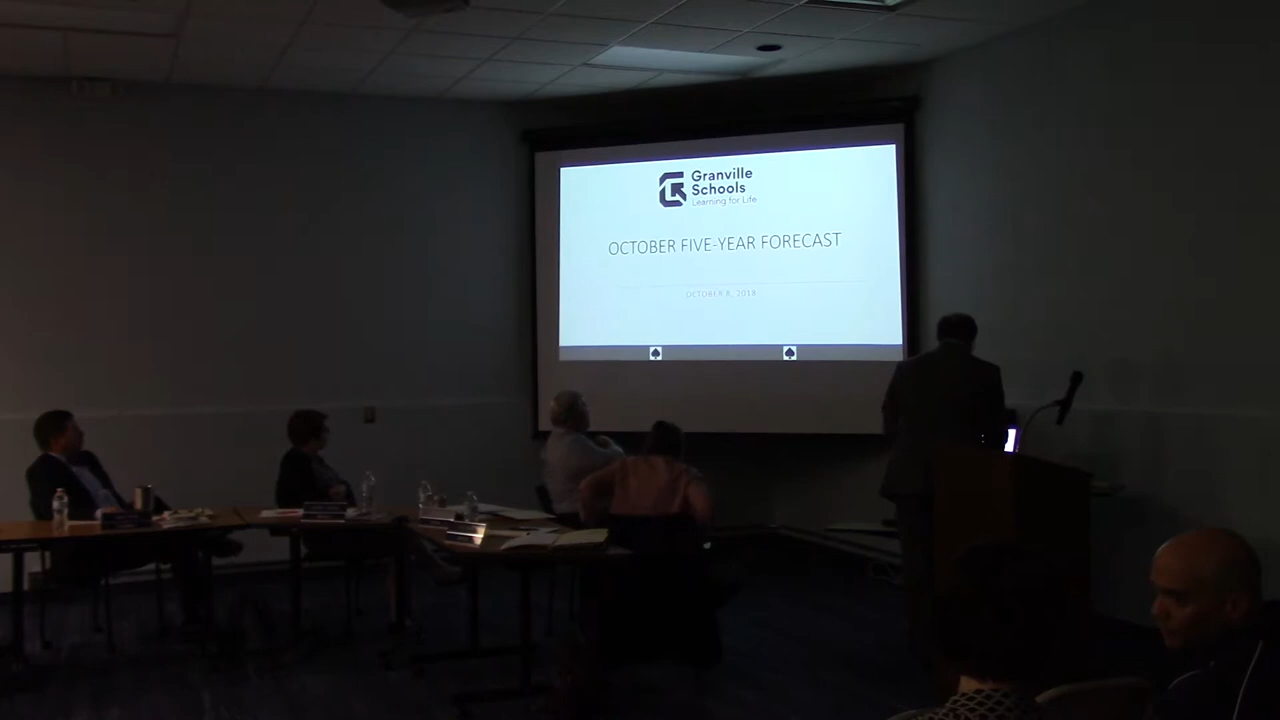 Granville
Schools
Learning for Life
OCTOBER FIVE-YEAR FORECAST
OCTOBER 8, 2018